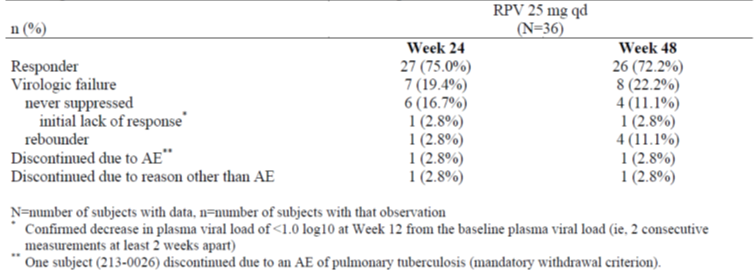 RPV 25 mg qd
n (%) (N=36)
Week 24 Week 48
Responder 27 (75.0%) 26 (72.2%)
Virologic failure 7 (19.4%) 8 (22.2%)
never suppressed 6 (16.7%) 4 (11.1%)
initial lack of response* 1 (2.8%) 1 (2.8%)
rebounder 1 (2.8%) 4 (11.1%)
Discontinued due to AE** 1 (2.8%) 1 (2.8%)
Discontinued due to reason other than AE 1 (2.8%) 1 (2.8%)
N=number of subjects with data, n=number of subjects with that observation
* Confirmed decrease in plasma viral load of <1.0 log10 at Week 12 from the baseline plasma viral load (ie, 2 consecutive
measurements at least 2 weeks apart)
** One subject (213-0026) discontinued due to an AE of pulmonary tuberculosis (mandatory withdrawal criterion).